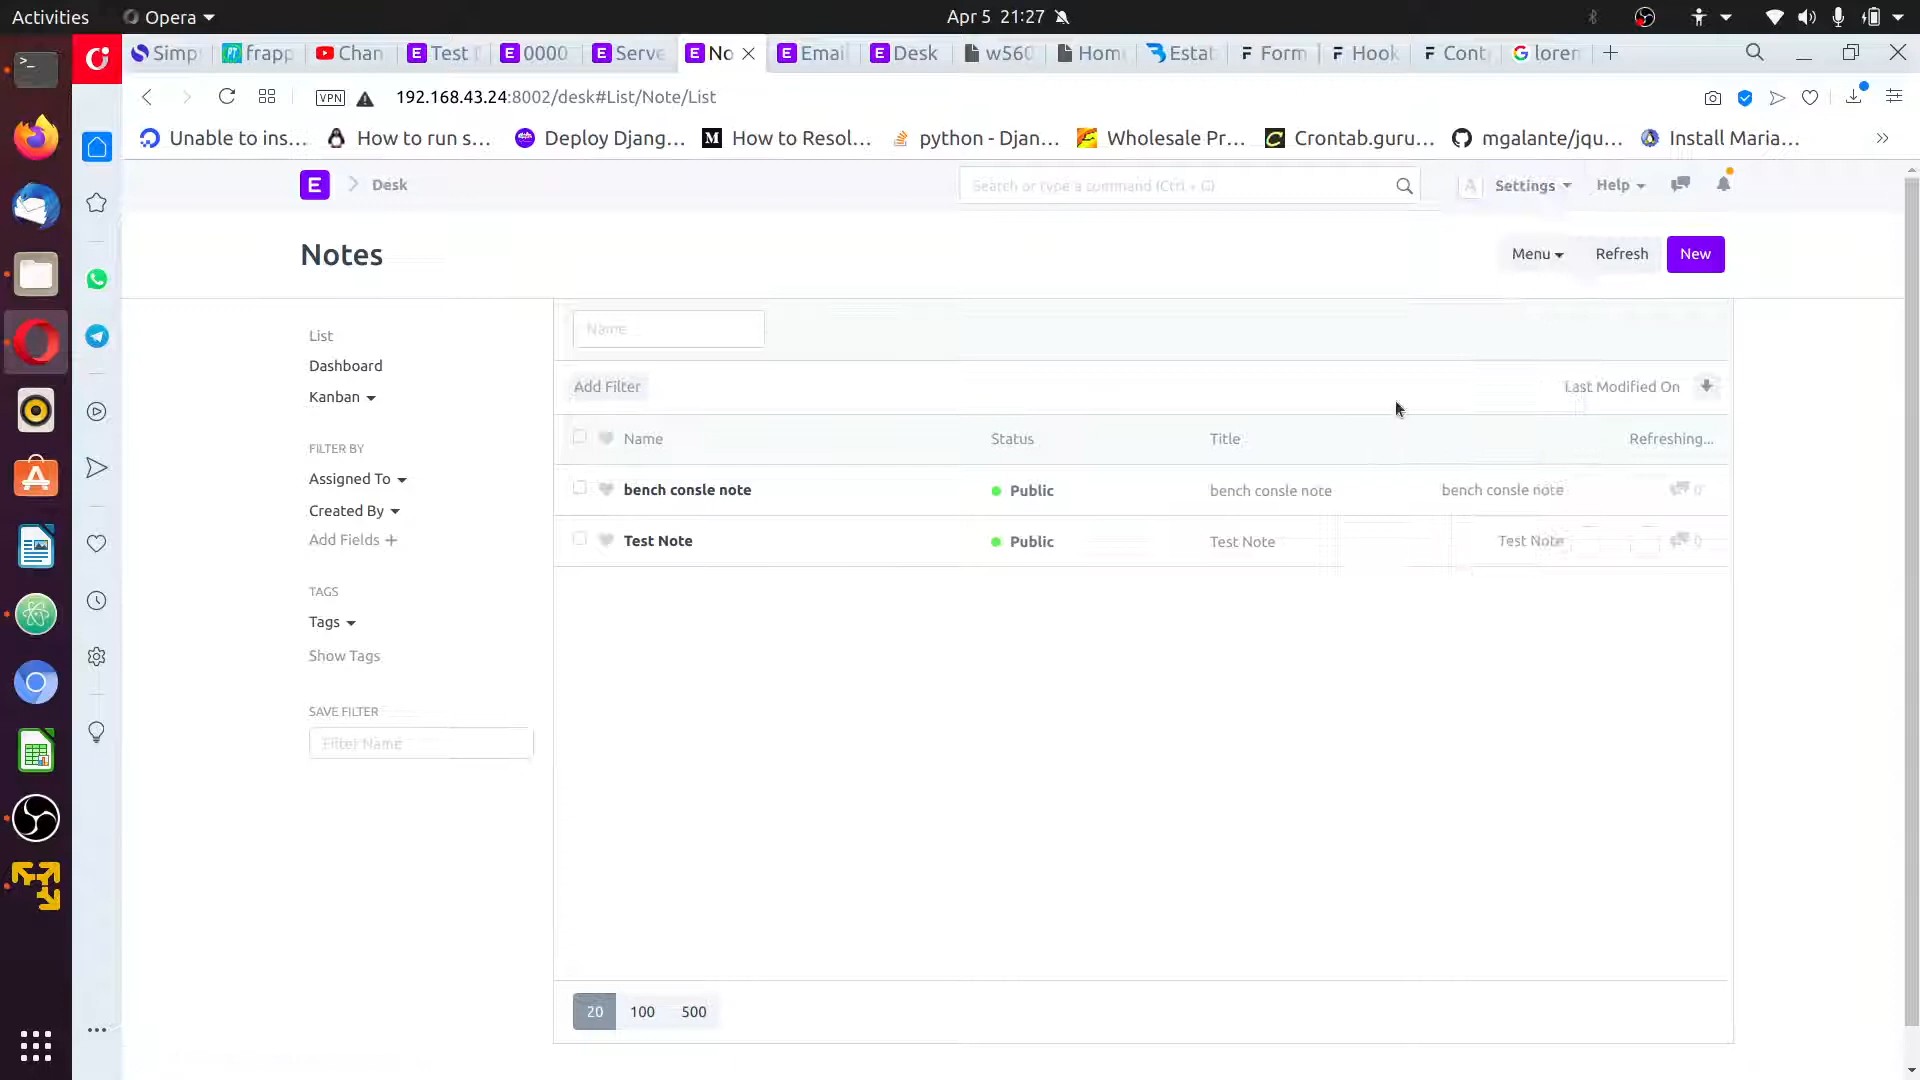 Activities Opera Apr 5 21:27
Simp frapp Chan Test 0000 Serve No Email Desk w560 Hom Estat Form Hook Cont loren
VPN 192.168.43.24:8002/desk#List/Note/List
Unable to ins... How to run s... Deploy Djang... How to Resol... python - Djan... Wholesale Pr... Crontab.guru... mgalante/jqu... Install Maria...
E Desk Search or type a command (Ctrl + G) A Settings Help
Notes Menu Refresh New
List
Dashboard
Kanban
FILTER BY
Assigned To
Created By
Add Fields +
TAGS
Tags
Show Tags
SAVE FILTER
Filter Name
Name
Add Filter Last Modified On
Name Status Title Refreshing...
bench consle note Public bench consle note bench consle note 0
Test Note Public Test Note Test Note 0
20 100 500